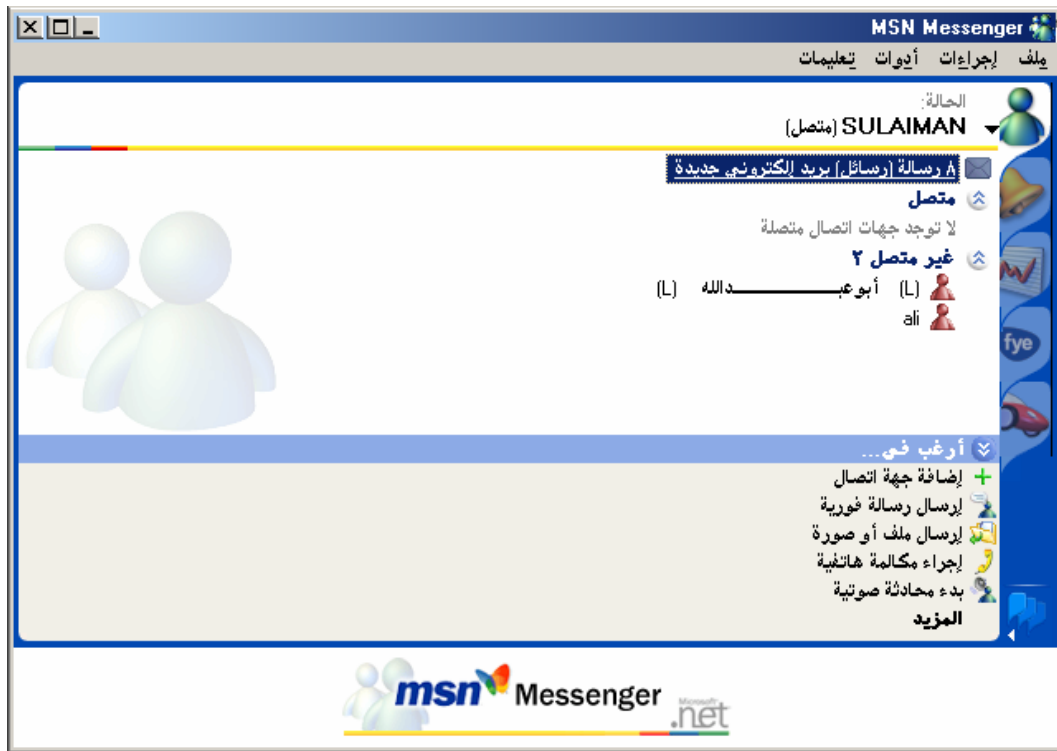 MSN Messenger
ملف إجراءات أدوات تعليمات
الحالة:
SULAIMAN (متصل)
٨ رسالة (رسائل) بريد إلكتروني جديدة
متصل
لا توجد جهات اتصال متصلة
غير متصل ٢
(L) أبوعبـــــــــــــدالله (L)
ali
fye
أرغب في...
إضافة جهة اتصال
إرسال رسالة فورية
إرسال ملف أو صورة
إجراء مكالمة هاتفية
بدء محادثة صوتية
المزيد
msn Messenger
Microsoft
.net